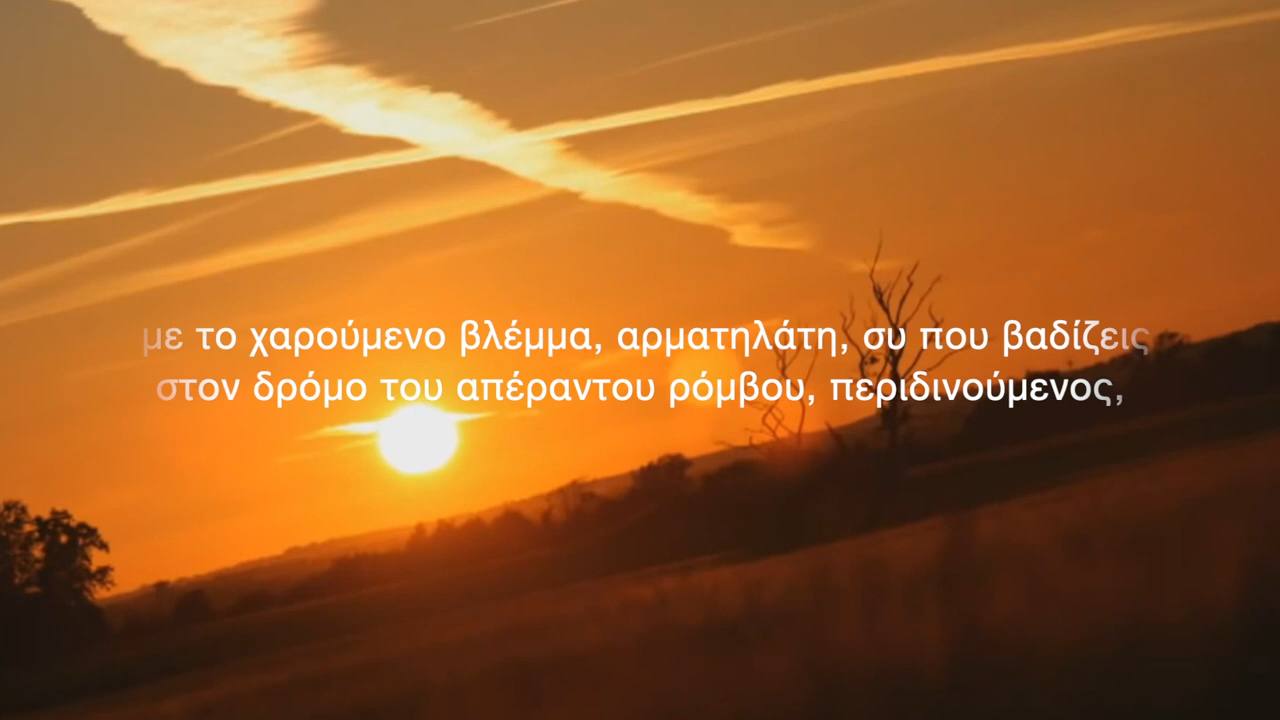 με το χαρούμενο βλέμμα, αρματηλάτη, συ που βαδίζεις
στον δρόμο του απέραντου ρόμβου, περιδινούμενος,